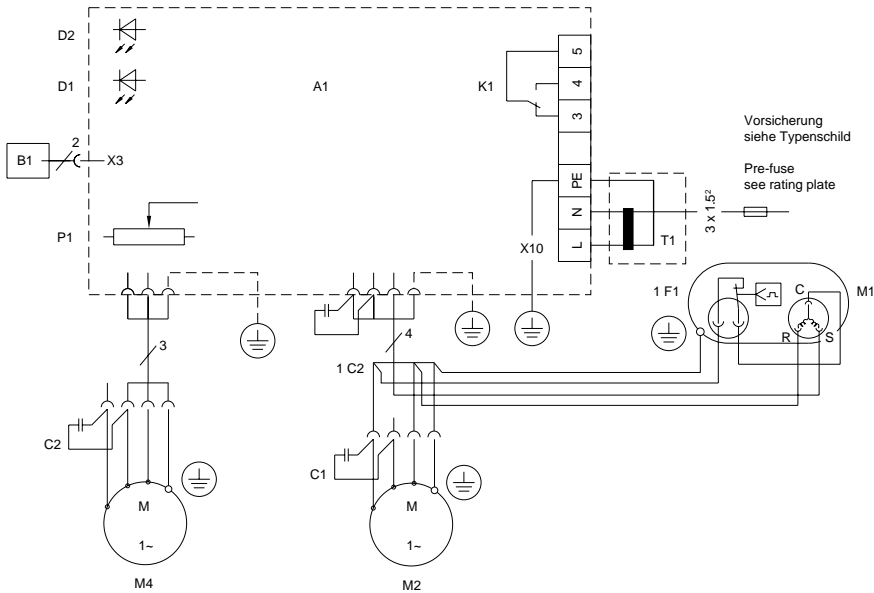 D2
D1
A1
K1
5
4
3
PE
N
L
B1
2
X3
P1
X10
T1
3 x 1.5²
Vorsicherung
siehe Typenschild
Pre-fuse
see rating plate
1 F1
C
R
S
M1
3
4
1 C2
C2
C1
M
1~
M4
M
1~
M2